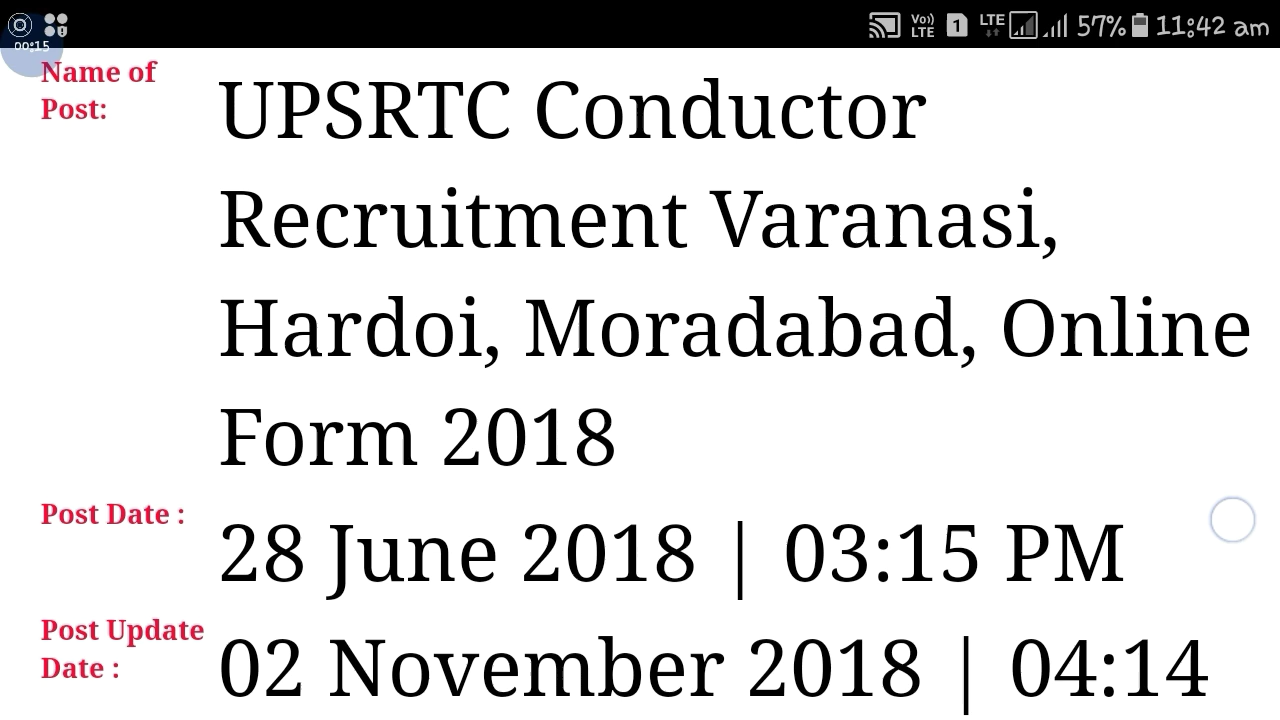 00:15
Vo)) LTE 1 LTE 57% 11:42 am
Name of
Post:
UPSRTC Conductor
Recruitment Varanasi,
Hardoi, Moradabad, Online
Form 2018
Post Date :
28 June 2018 | 03:15 PM
Post Update
Date :
02 November 2018 | 04:14